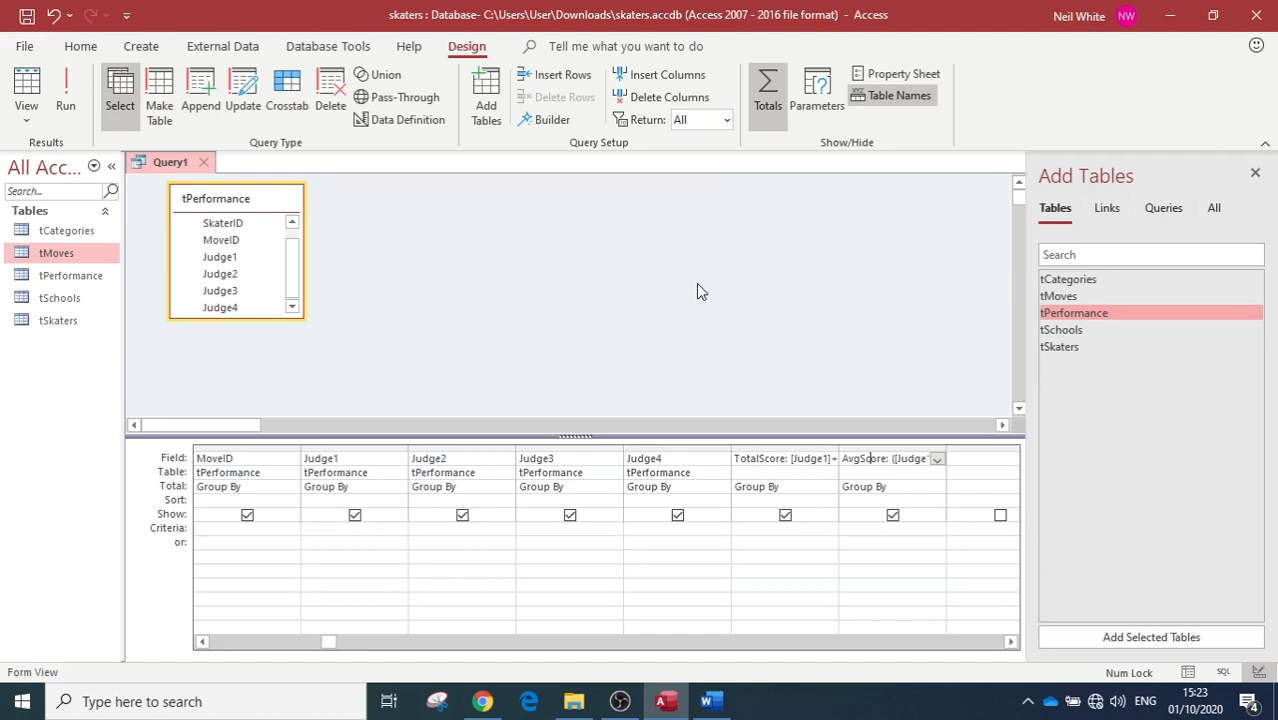 skaters : Database- C:\Users\User\Downloads\skaters.accdb (Access 2007 - 2016 file format) - Access
Neil White
NW
File
Home
Create
External Data
Database Tools
Help
Design
Tell me what you want to do
View
Run
Select
Make Table
Append
Update
Crosstab
Delete
Union
Pass-Through
Data Definition
Add Tables
Insert Rows
Delete Rows
Builder
Insert Columns
Delete Columns
Return: All
Totals
Parameters
Property Sheet
Table Names
Results
Query Type
Query Setup
Show/Hide
All Acc...
Search...
Tables
tCategories
tMoves
tPerformance
tSchools
tSkaters
Query1
tPerformance
SkaterID
MoveID
Judge1
Judge2
Judge3
Judge4
Add Tables
Tables Links Queries All
Search
tCategories
tMoves
tPerformance
tSchools
tSkaters
Add Selected Tables
Field: MoveID Judge1 Judge2 Judge3 Judge4 TotalScore: [Judge1]+ AvgScore: ([Judge
Table: tPerformance tPerformance tPerformance tPerformance tPerformance
Total: Group By Group By Group By Group By Group By Group By Group By
Sort:
Show:
Criteria:
or:
Form View
Num Lock
SQL
Type here to search
ENG
15:23
01/10/2020
4